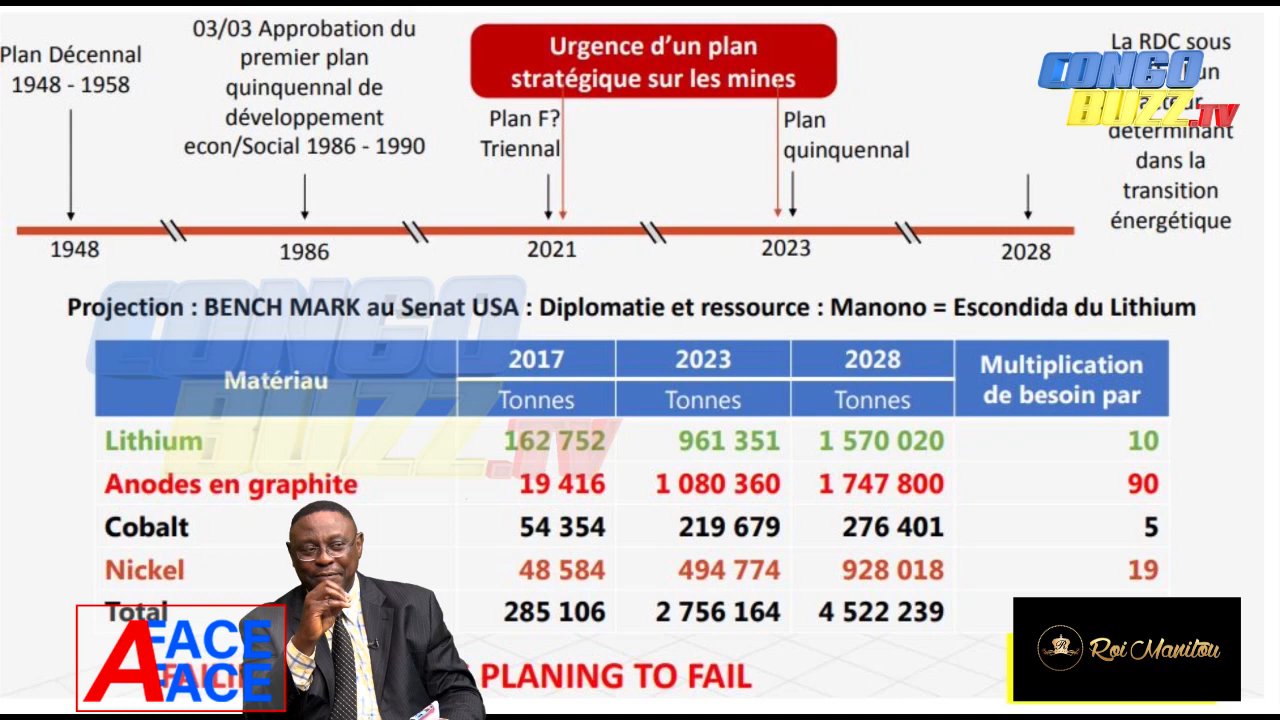 Plan Décennal
1948 - 1958
03/03 Approbation du
premier plan
quinquennal de
développement
econ/Social 1986 - 1990
Urgence d’un plan
stratégique sur les mines
Plan F?
Triennal
Plan
quinquennal
La RDC sous
un
acteur
déterminant
dans la
transition
énergétique
CONGO
BUZZ.TV
1948
1986
2021
2023
2028
Projection : BENCH MARK au Senat USA : Diplomatie et ressource : Manono = Escondida du Lithium
CONGO
BUZZ.TV
Matériau 2017 2023 2028 Multiplication de besoin par
Tonnes Tonnes Tonnes
Lithium 162 752 961 351 1 570 020 10
Anodes en graphite 19 416 1 080 360 1 747 800 90
Cobalt 54 354 219 679 276 401 5
Nickel 48 584 494 774 928 018 19
Total 285 106 2 756 164 4 522 239
A FACE
FACE
PLANING TO FAIL
Roi Manitou